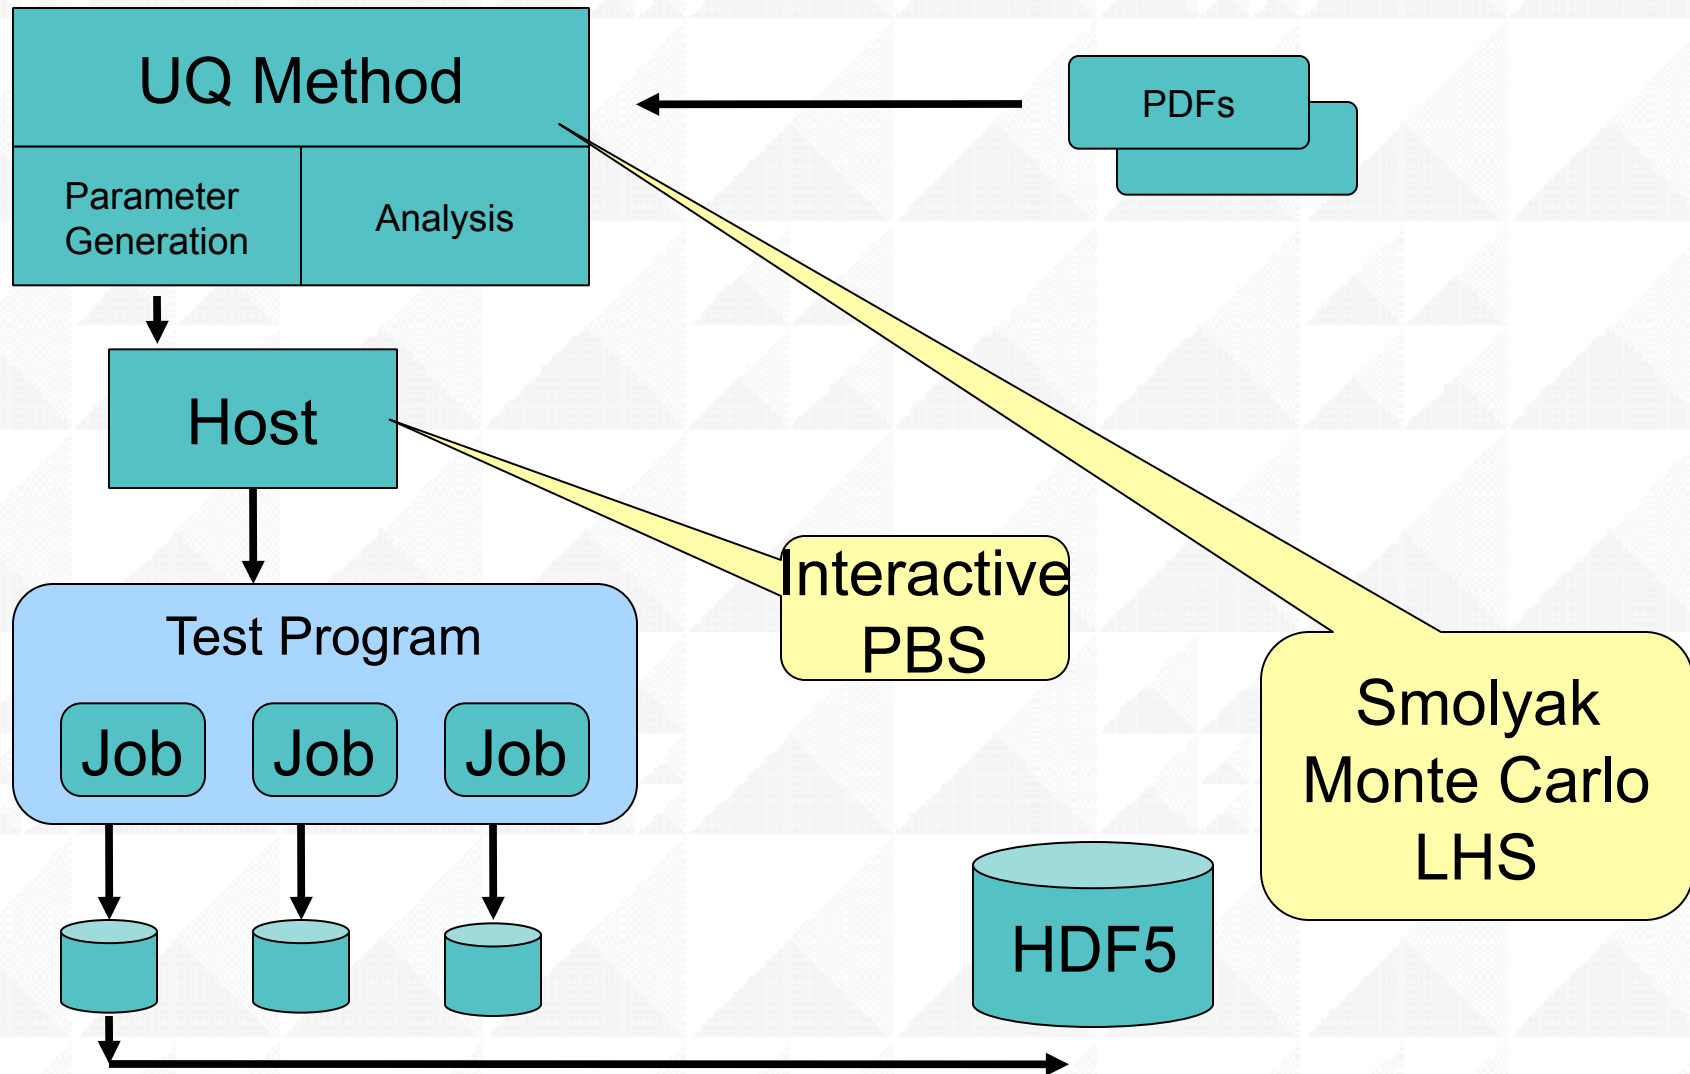 UQ Method
PDFs
Parameter
Generation
Analysis
Host
Interactive
PBS
Test Program
Job
Job
Job
Smolyak
Monte Carlo
LHS
HDF5